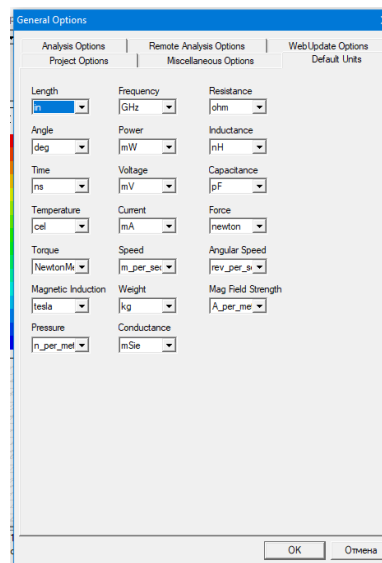 General Options
Analysis Options Remote Analysis Options WebUpdate Options
Project Options Miscellaneous Options Default Units
Length Frequency Resistance
in GHz ohm
Angle Power Inductance
deg mW nH
Time Voltage Capacitance
ns mV pF
Temperature Current Force
cel mA newton
Torque Speed Angular Speed
NewtonMe m_per_sec rev_per_se
Magnetic Induction Weight Mag Field Strength
tesla kg A_per_met
Pressure Conductance
n_per_met mSie
OK Отмена